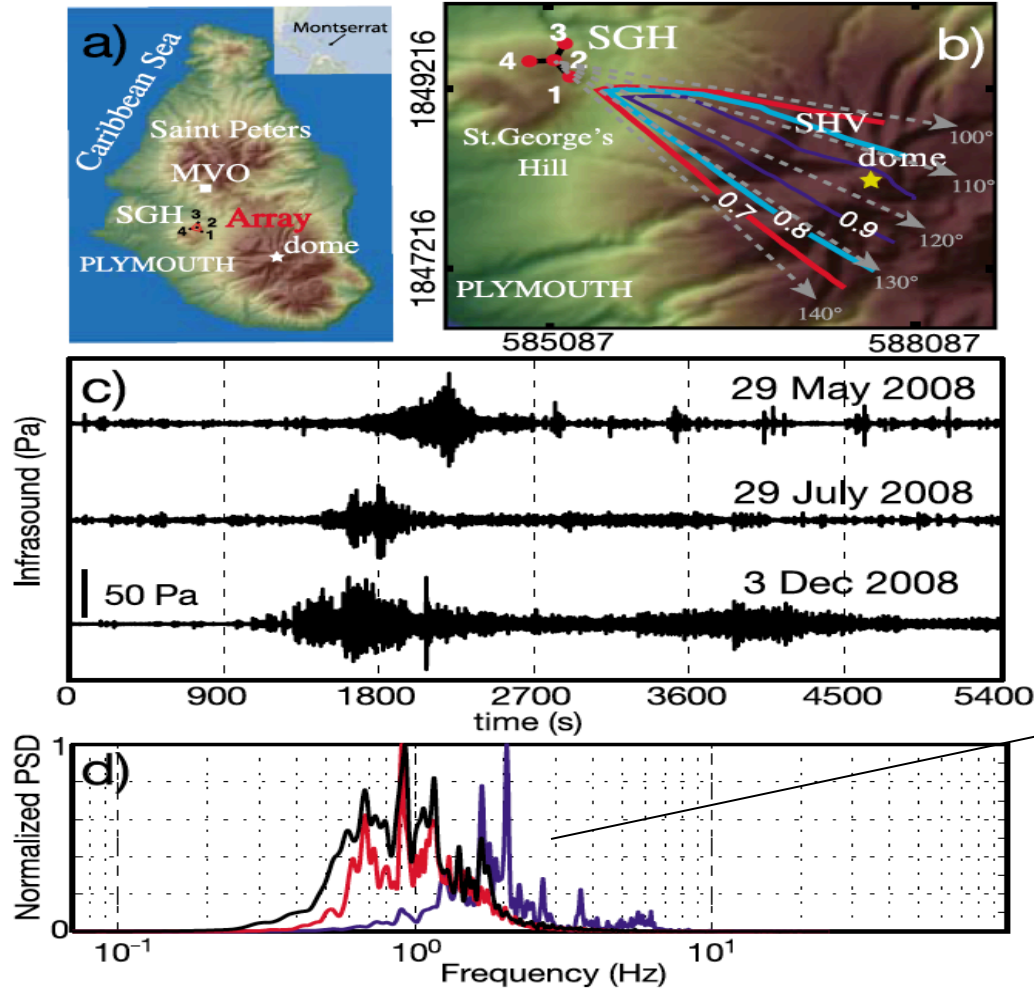 a)
Montserrat
Caribbean Sea
Saint Peters
MVO
SGH
3
4
2
1
Array
dome
PLYMOUTH
b)
1849216
1847216
3
SGH
4
2
1
St.George's
Hill
SHV
dome
100°
110°
120°
130°
140°
0.7
0.8
0.9
PLYMOUTH
585087
588087
c)
Infrasound (Pa)
29 May 2008
29 July 2008
3 Dec 2008
50 Pa
0 900 1800 2700 3600 4500 5400
time (s)
d)
Normalized PSD
1
0
10⁻¹ 10⁰ 10¹
Frequency (Hz)